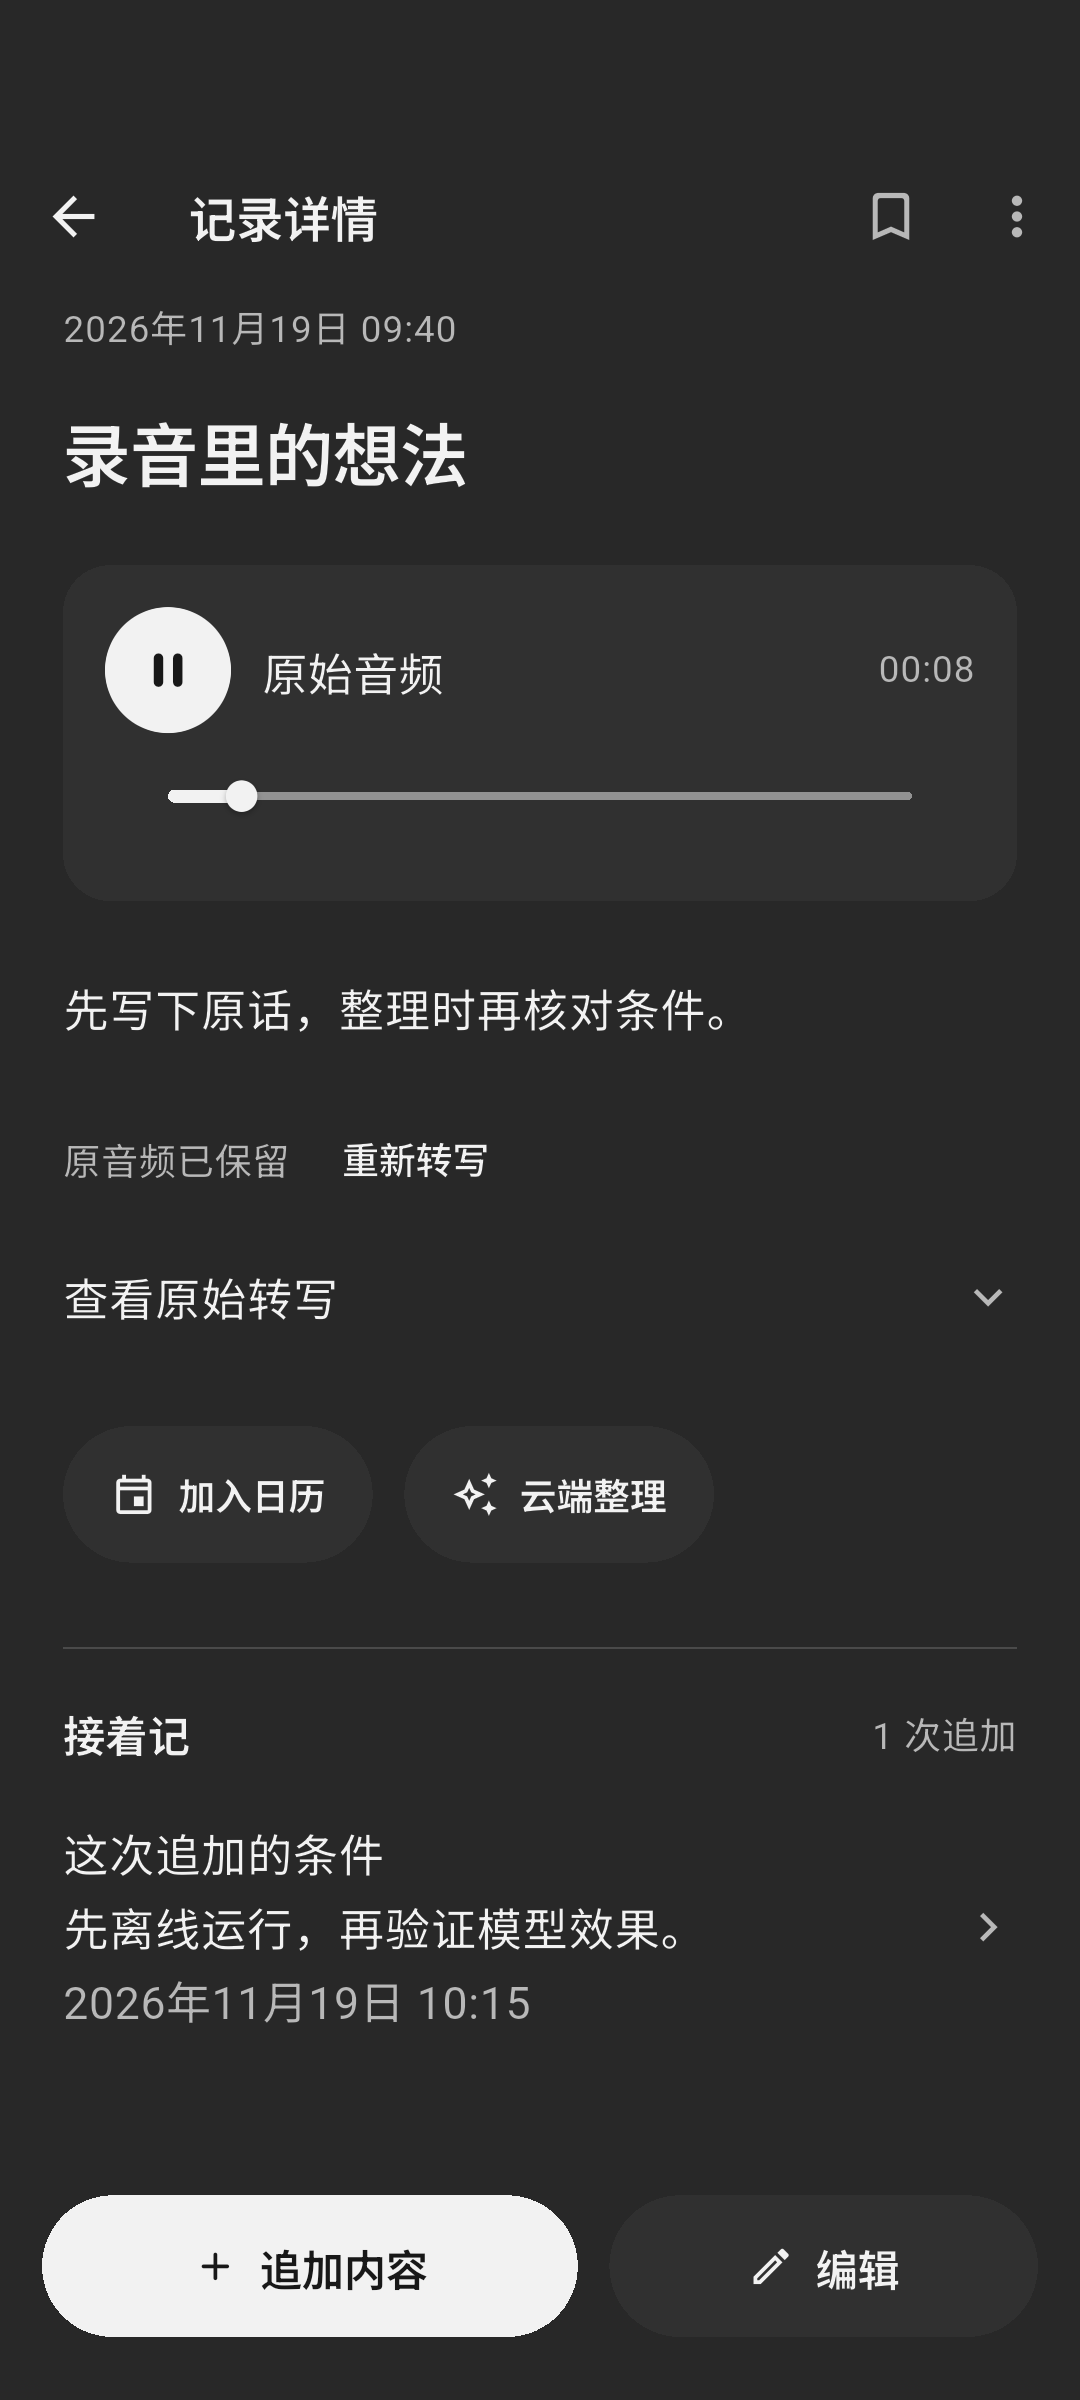 记录详情
2026年11月19日 09:40
录音里的想法
原始音频 00:08
先写下原话，整理时再核对条件。
原音频已保留 重新转写
查看原始转写
加入日历 云端整理
接着记 1 次追加
这次追加的条件
先离线运行，再验证模型效果。
2026年11月19日 10:15
追加内容 编辑